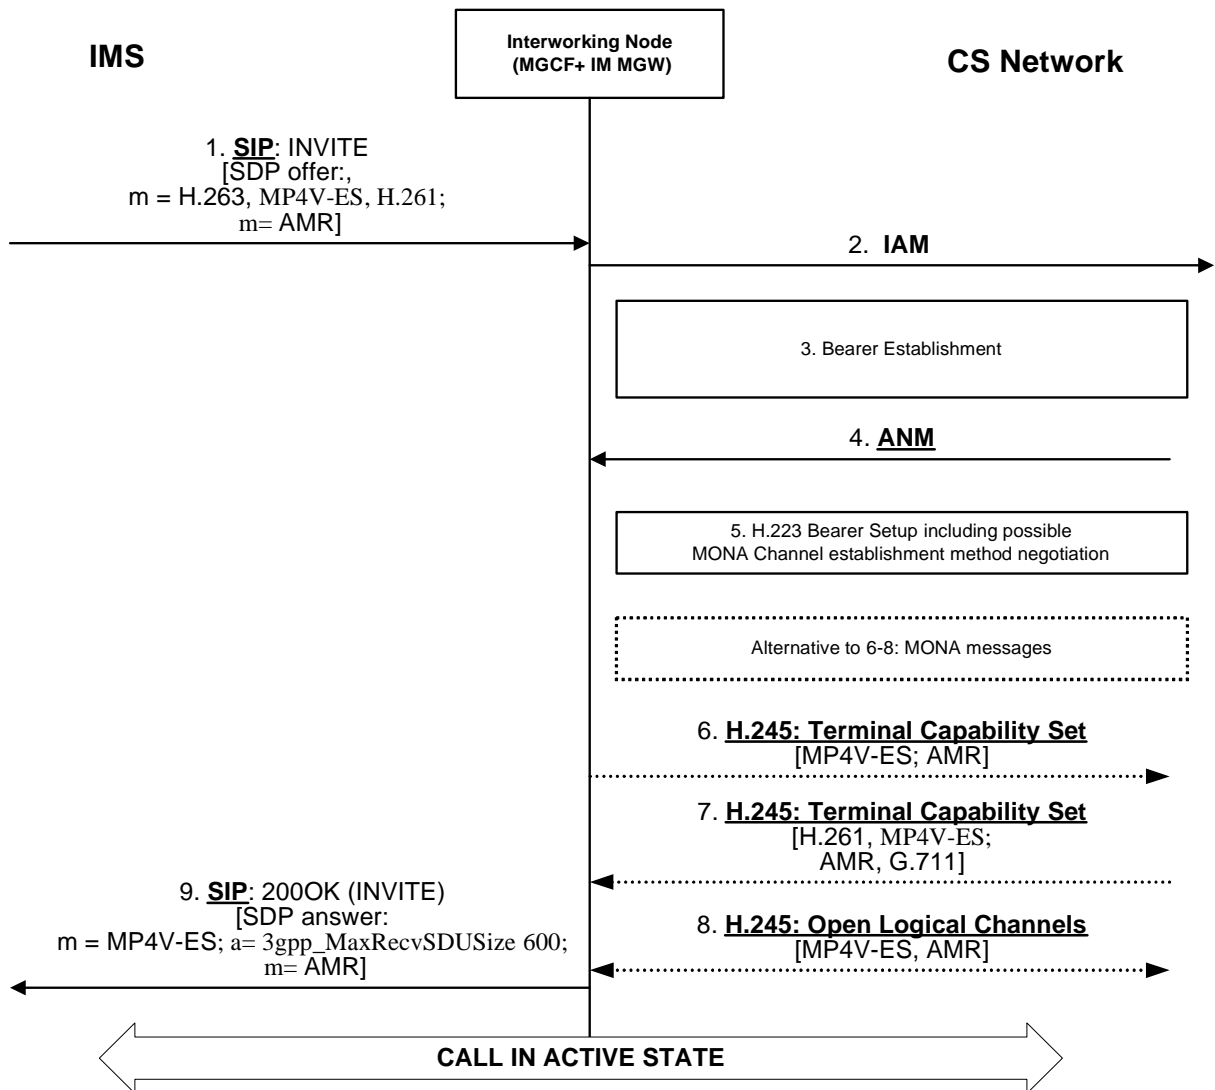 IMS
Interworking Node
(MGCF+ IM MGW)
CS Network
1. SIP: INVITE
[SDP offer:,
m = H.263, MP4V-ES, H.261;
m= AMR]
2. IAM
3. Bearer Establishment
4. ANM
5. H.223 Bearer Setup including possible
MONA Channel establishment method negotiation
Alternative to 6-8: MONA messages
6. H.245: Terminal Capability Set
[MP4V-ES; AMR]
7. H.245: Terminal Capability Set
[H.261, MP4V-ES;
AMR, G.711]
9. SIP: 200OK (INVITE)
[SDP answer:
m = MP4V-ES; a= 3gpp_MaxRecvSDUSize 600;
m= AMR]
8. H.245: Open Logical Channels
[MP4V-ES, AMR]
CALL IN ACTIVE STATE